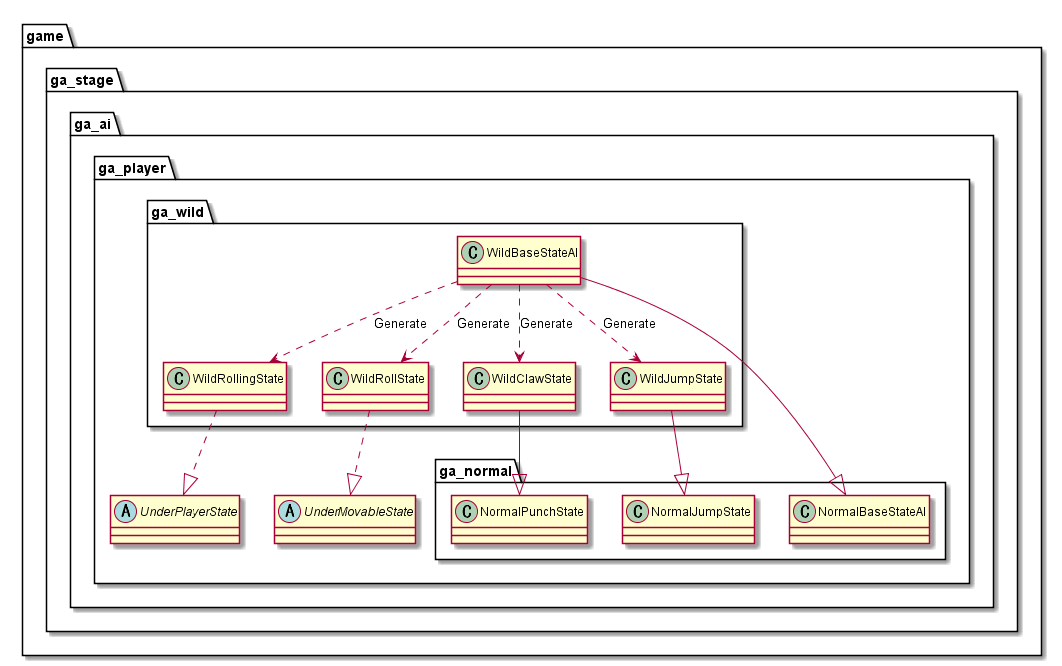 game
ga_stage
ga_ai
ga_player
ga_wild
C WildBaseStateAI
Generate
Generate
Generate
Generate
C WildRollingState
C WildRollState
C WildClawState
C WildJumpState
ga_normal
A UnderPlayerState
A UnderMovableState
C NormalPunchState
C NormalJumpState
C NormalBaseStateAI